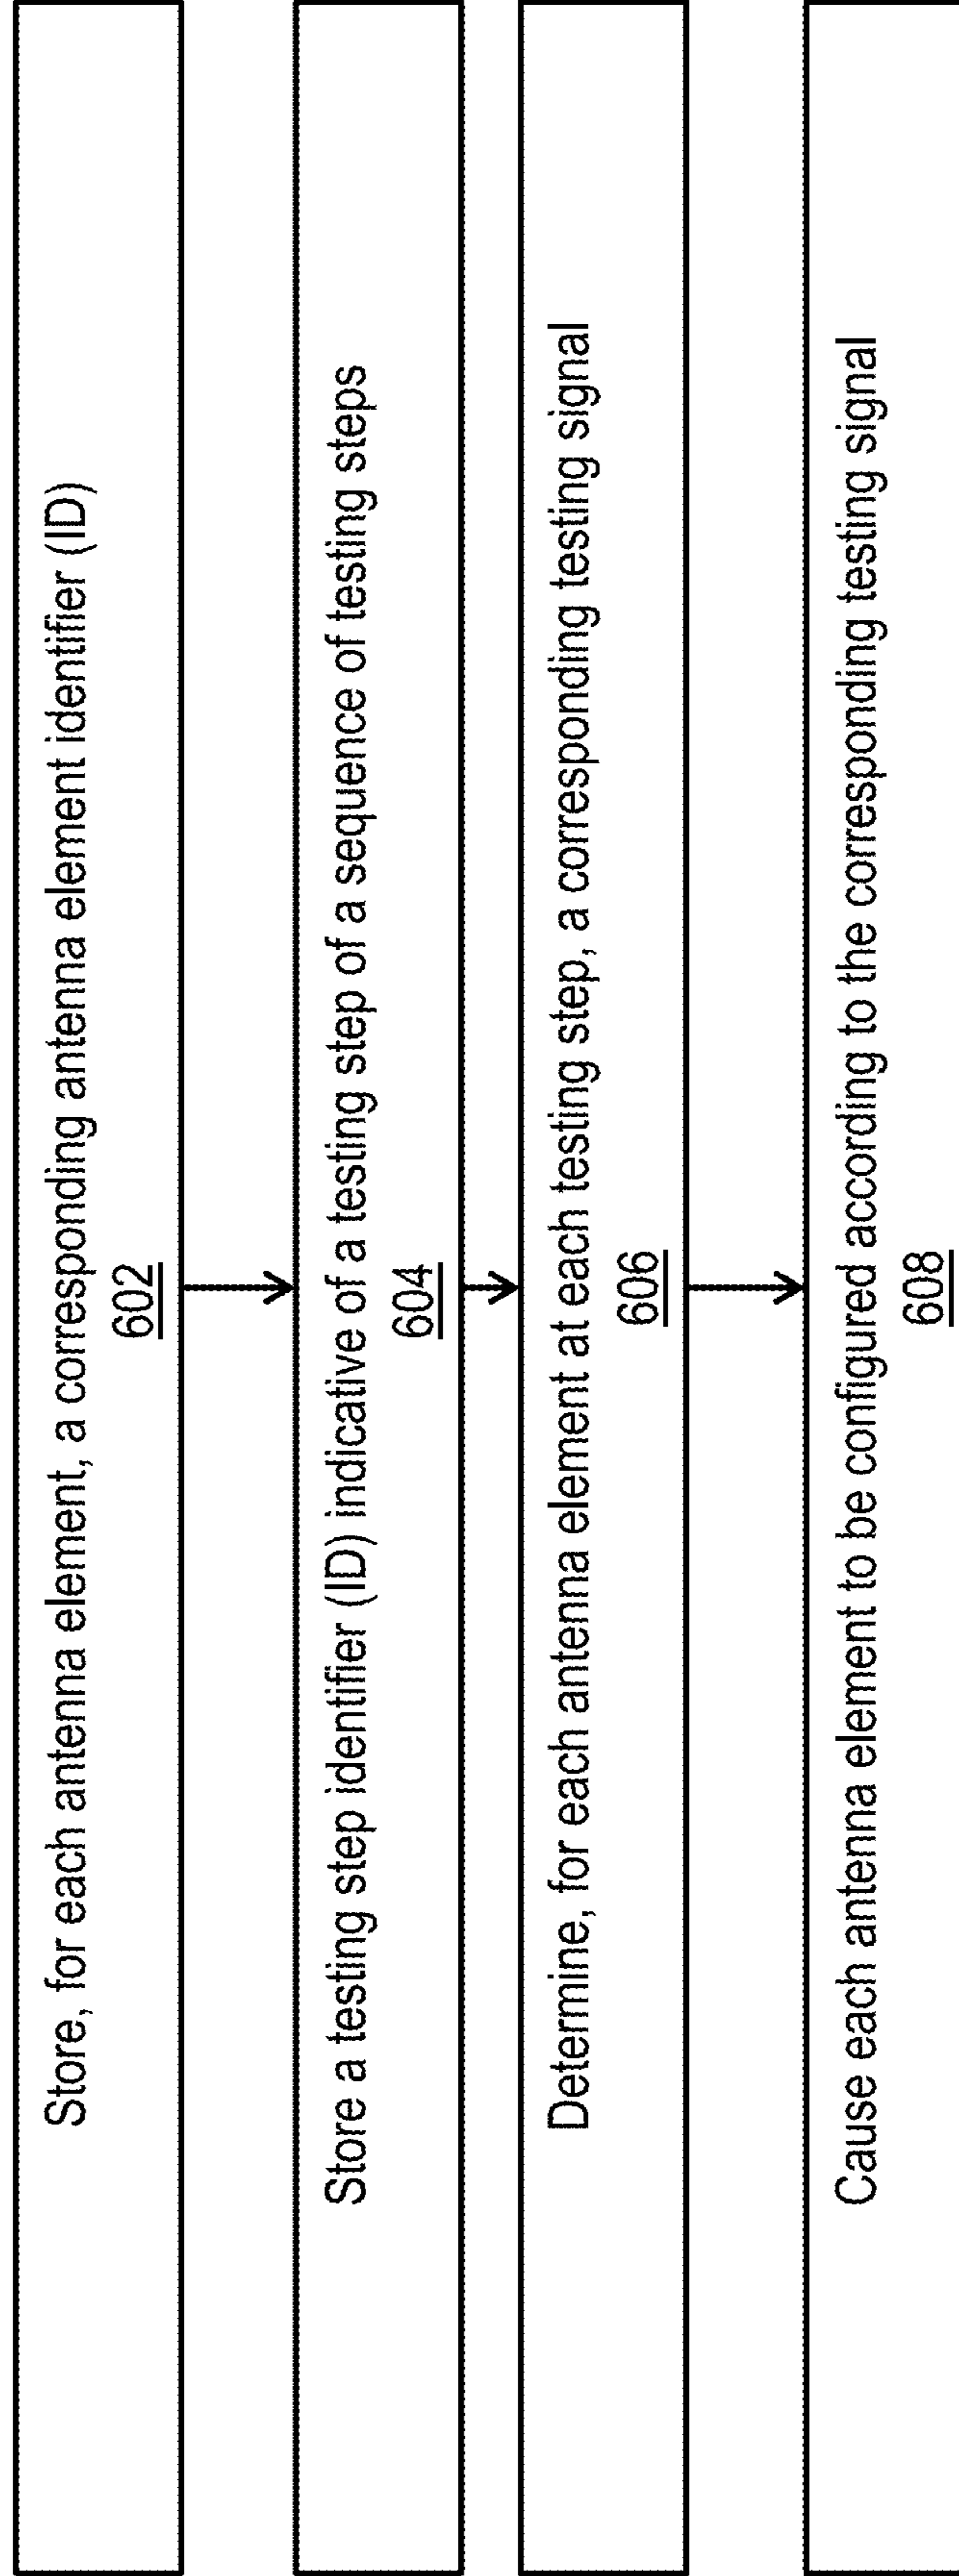 Store, for each antenna element, a corresponding antenna element identifier (ID)
602
Store a testing step identifier (ID) indicative of a testing step of a sequence of testing steps
604
Determine, for each antenna element at each testing step, a corresponding testing signal
606
Cause each antenna element to be configured according to the corresponding testing signal
608